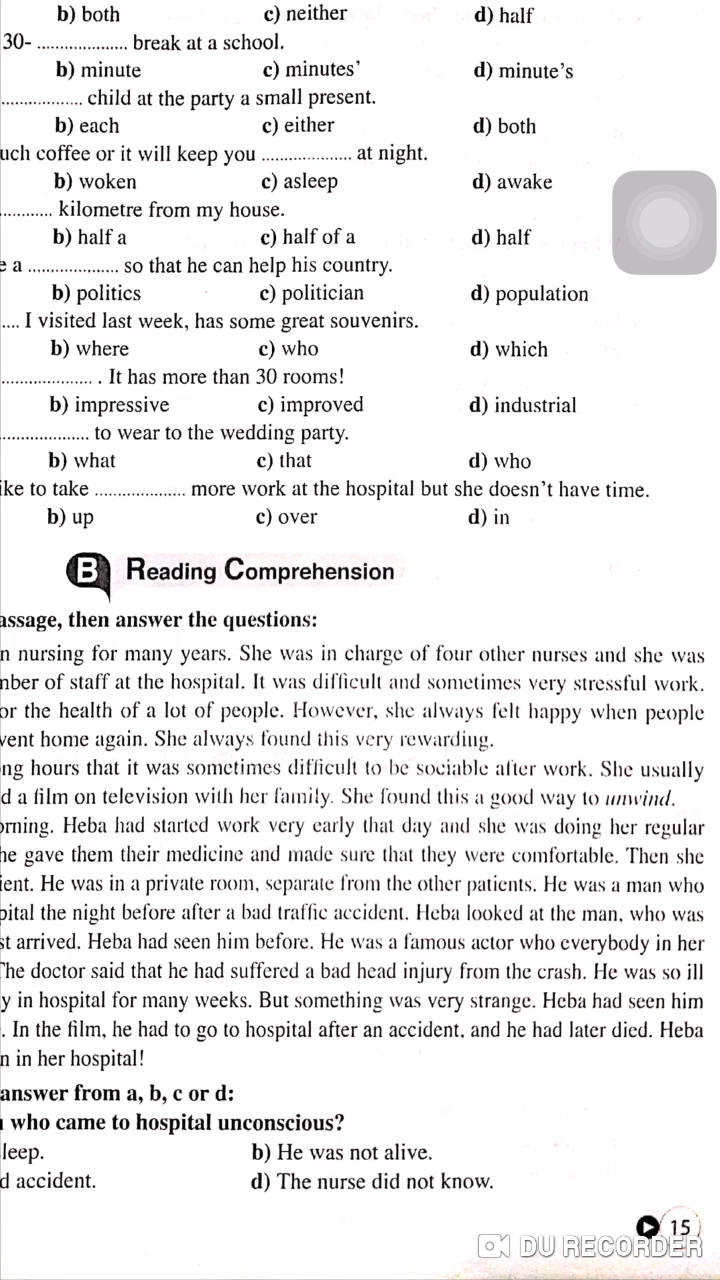 b) both c) neither d) half
30- ................... break at a school.
b) minute c) minutes' d) minute's
................. child at the party a small present.
b) each c) either d) both
uch coffee or it will keep you ................... at night.
b) woken c) asleep d) awake
........... kilometre from my house.
b) half a c) half of a d) half
e a ................... so that he can help his country.
b) politics c) politician d) population
.... I visited last week, has some great souvenirs.
b) where c) who d) which
................... . It has more than 30 rooms!
b) impressive c) improved d) industrial
................... to wear to the wedding party.
b) what c) that d) who
ike to take ................... more work at the hospital but she doesn't have time.
b) up c) over d) in
B Reading Comprehension
assage, then answer the questions:
n nursing for many years. She was in charge of four other nurses and she was
mber of staff at the hospital. It was difficult and sometimes very stressful work.
or the health of a lot of people. However, she always felt happy when people
vent home again. She always found this very rewarding.
ng hours that it was sometimes difficult to be sociable after work. She usually
d a film on television with her family. She found this a good way to unwind.
orning. Heba had started work very early that day and she was doing her regular
he gave them their medicine and made sure that they were comfortable. Then she
ient. He was in a private room, separate from the other patients. He was a man who
pital the night before after a bad traffic accident. Heba looked at the man, who was
st arrived. Heba had seen him before. He was a famous actor who everybody in her
The doctor said that he had suffered a bad head injury from the crash. He was so ill
y in hospital for many weeks. But something was very strange. Heba had seen him
. In the film, he had to go to hospital after an accident, and he had later died. Heba
n in her hospital!
answer from a, b, c or d:
who came to hospital unconscious?
leep. b) He was not alive.
d accident. d) The nurse did not know.
15
DU RECORDER